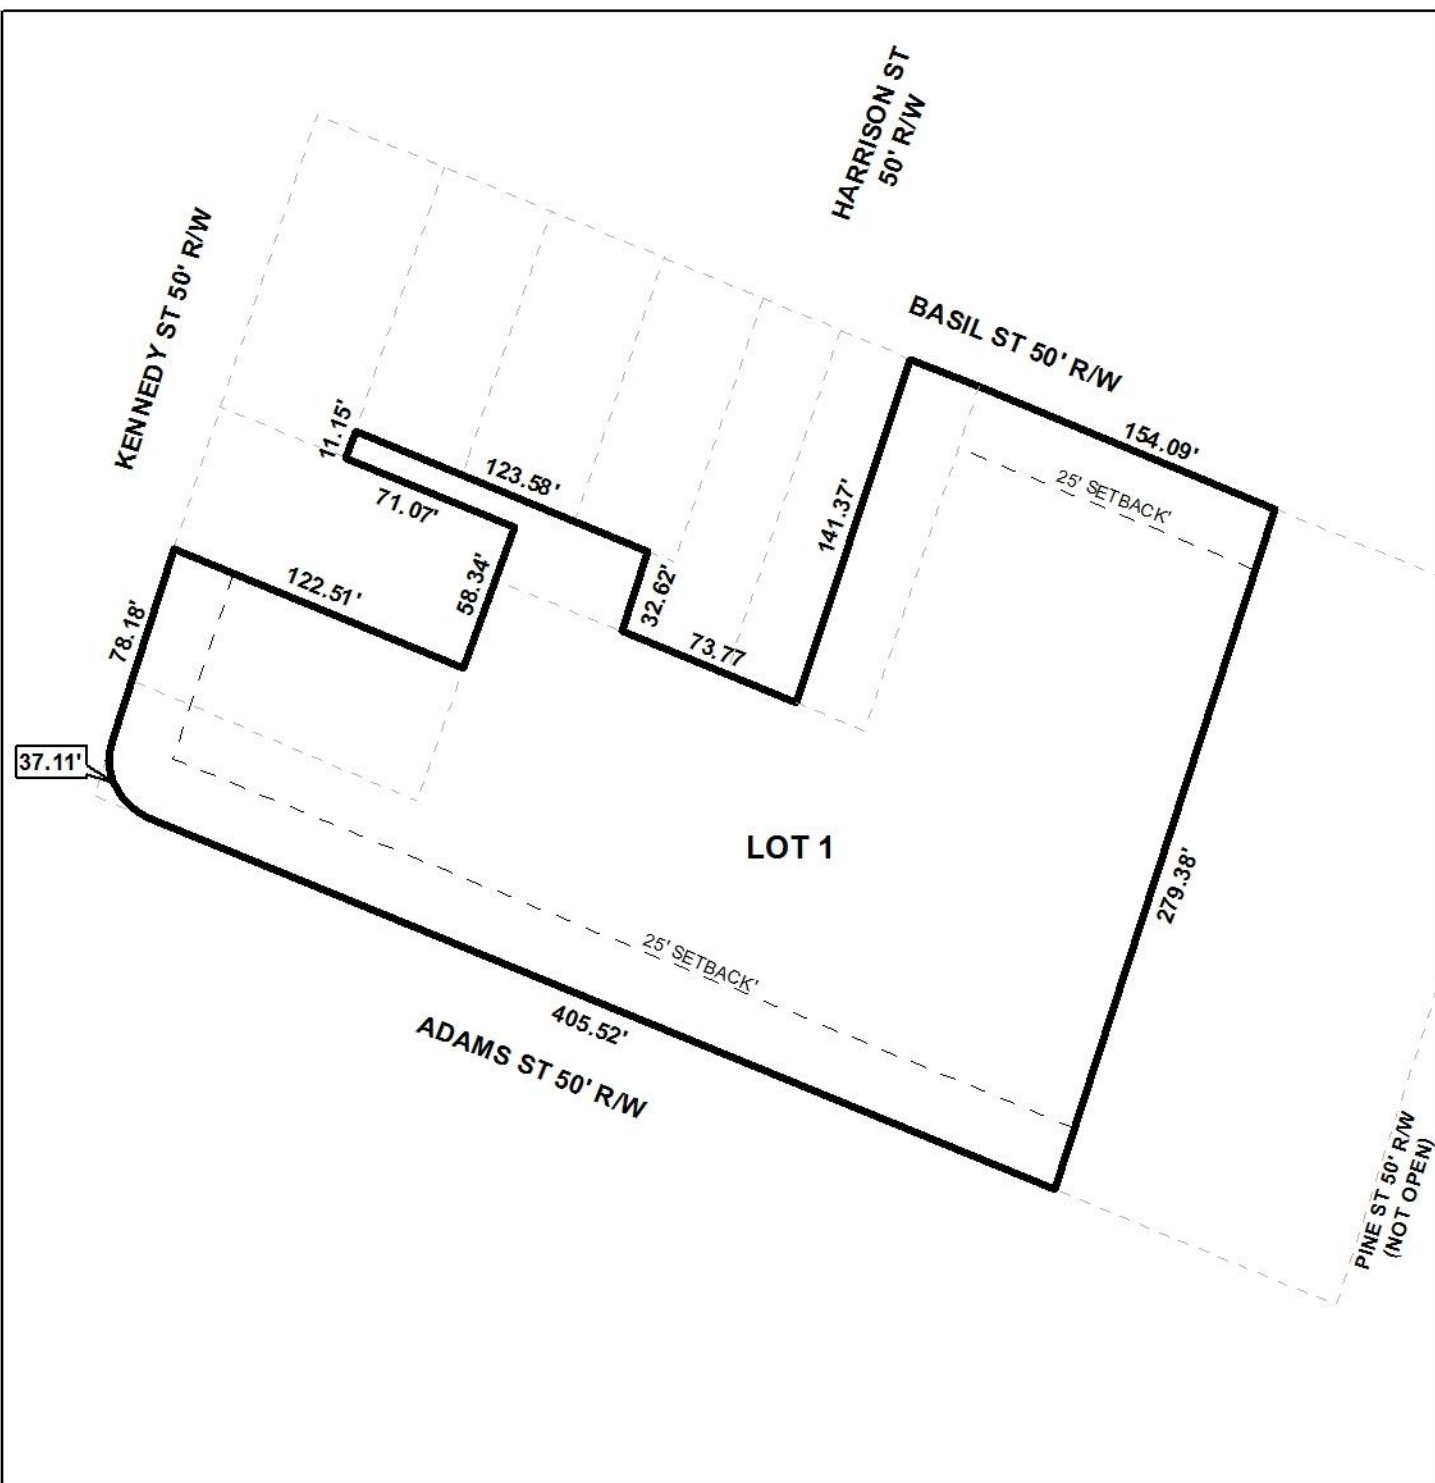 HARRISON ST
50' R/W
KENNEDY ST 50' R/W
BASIL ST 50' R/W
154.09'
25' SETBACK'
11.15'
123.58'
71.07'
141.37'
58.34'
32.62'
122.51'
78.18'
73.77
37.11'
LOT 1
279.38'
25' SETBACK'
405.52'
ADAMS ST 50' R/W
PINE ST 50' R/W
(NOT OPEN)